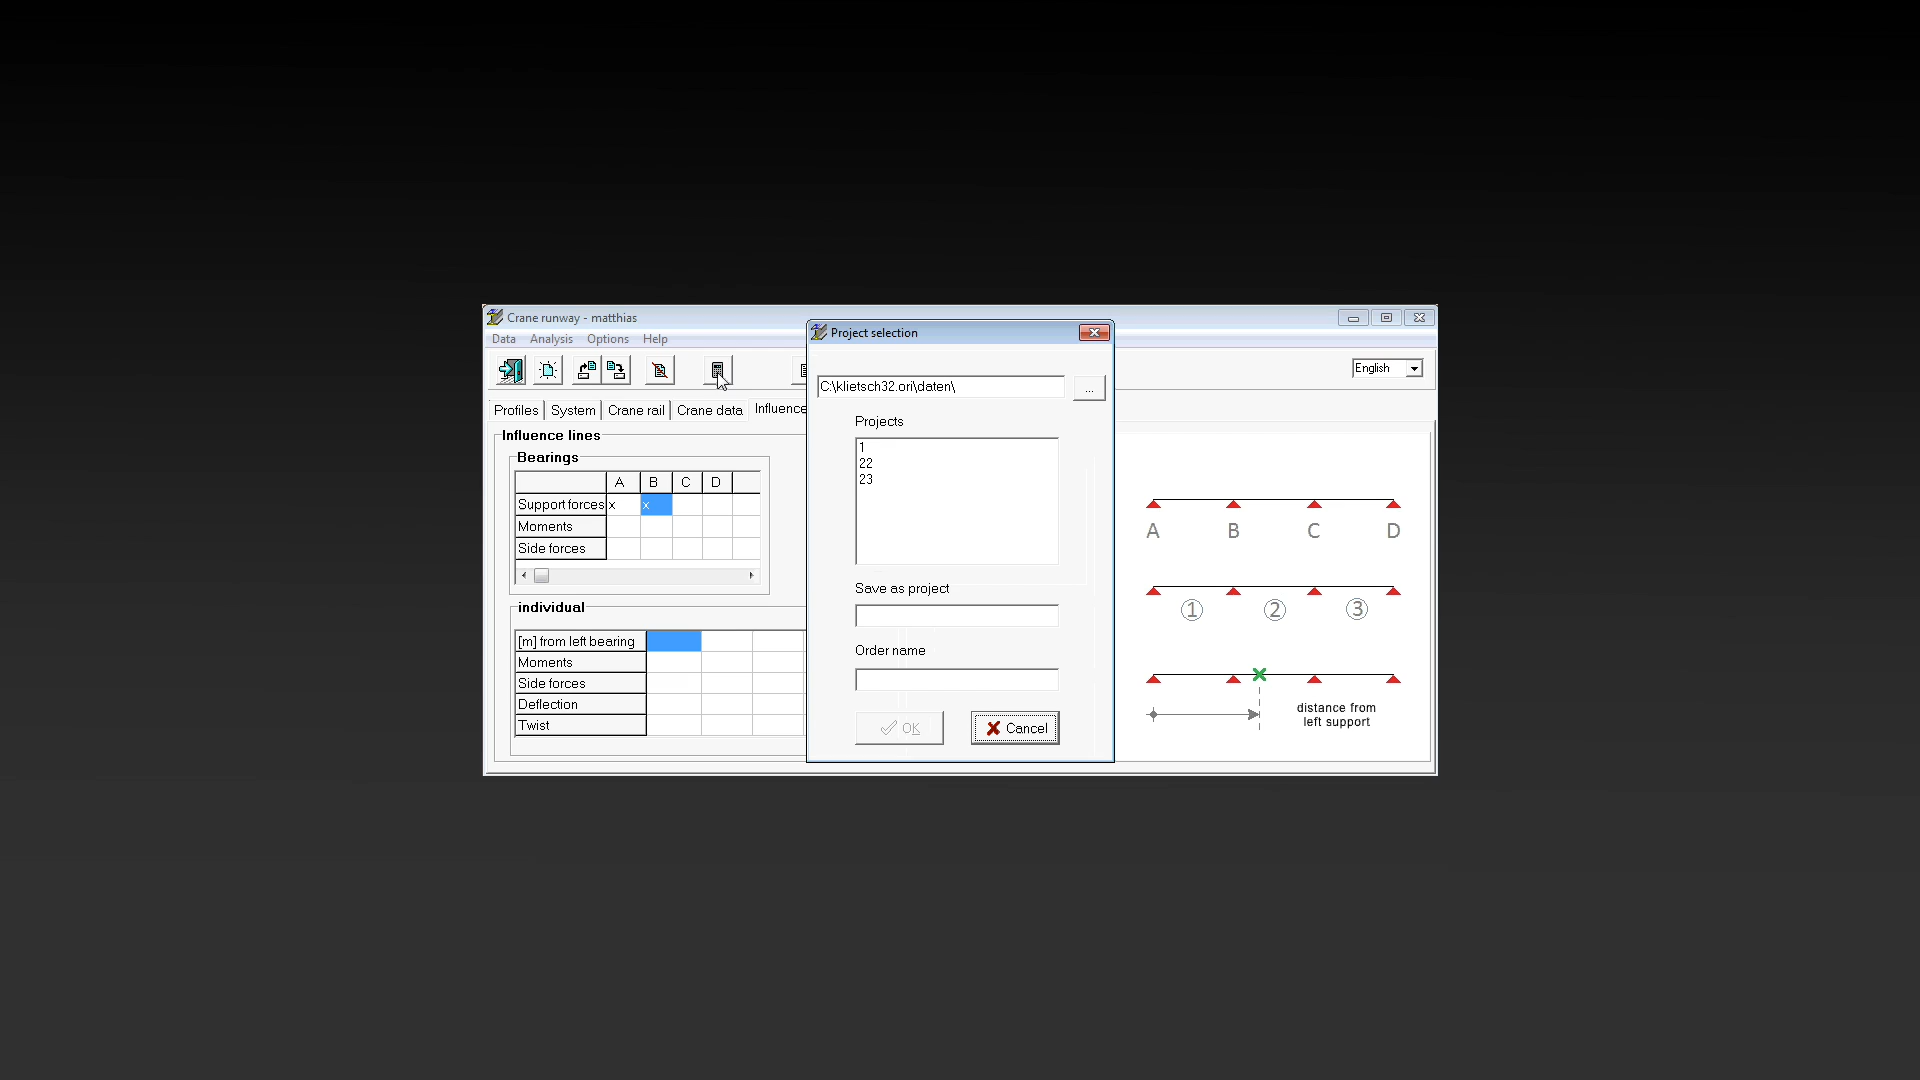 Crane runway - matthias
Data Analysis Options Help
English
Profiles System Crane rail Crane data Influence
Influence lines
Bearings
A B C D
Support forces x x
Moments
Side forces
individual
[m] from left bearing
Moments
Side forces
Deflection
Twist
Project selection
C:\klietsch32.ori\daten\
...
Projects
1
22
23
Save as project
Order name
OK Cancel
A B C D
1 2 3
distance from
left support